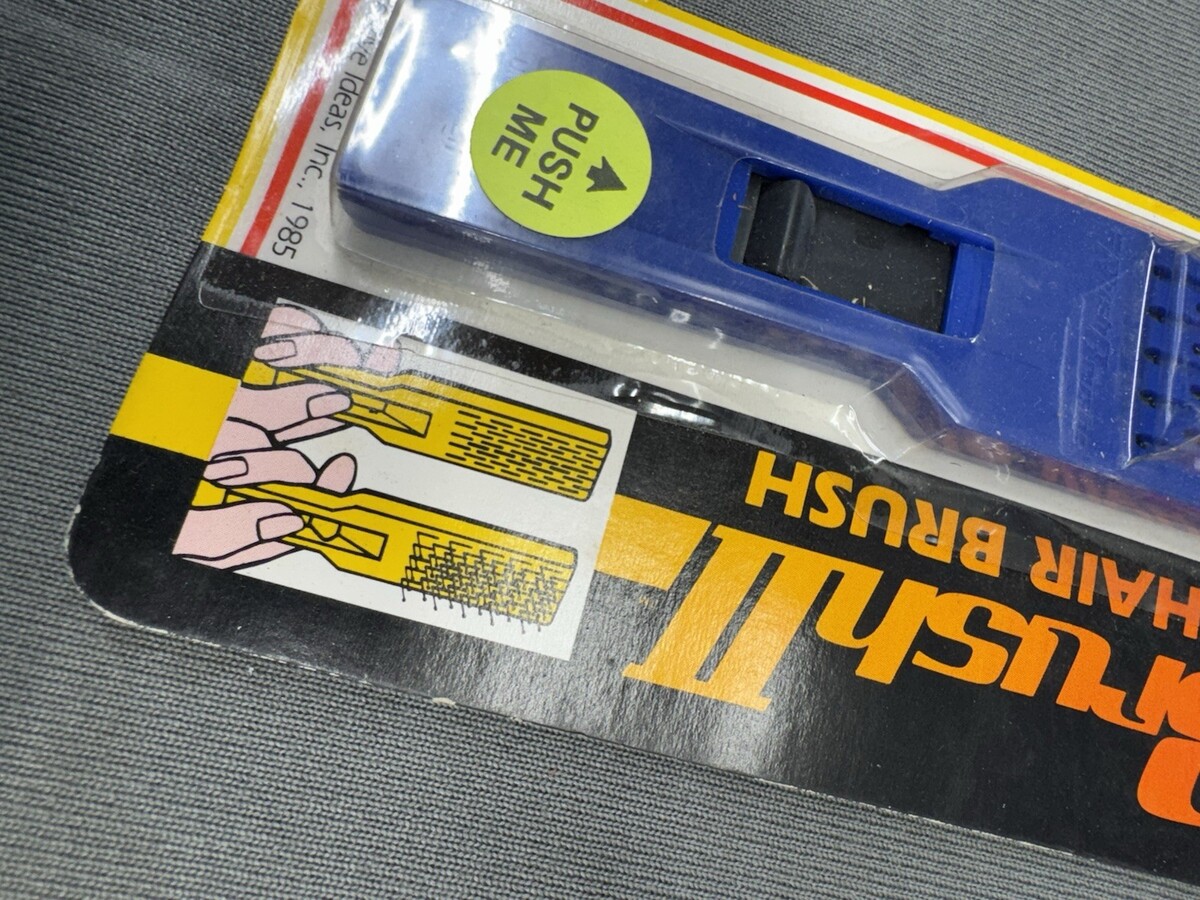 PUSH
ME
Ideas, Inc., 1985
HAIR BRUSH
rush II